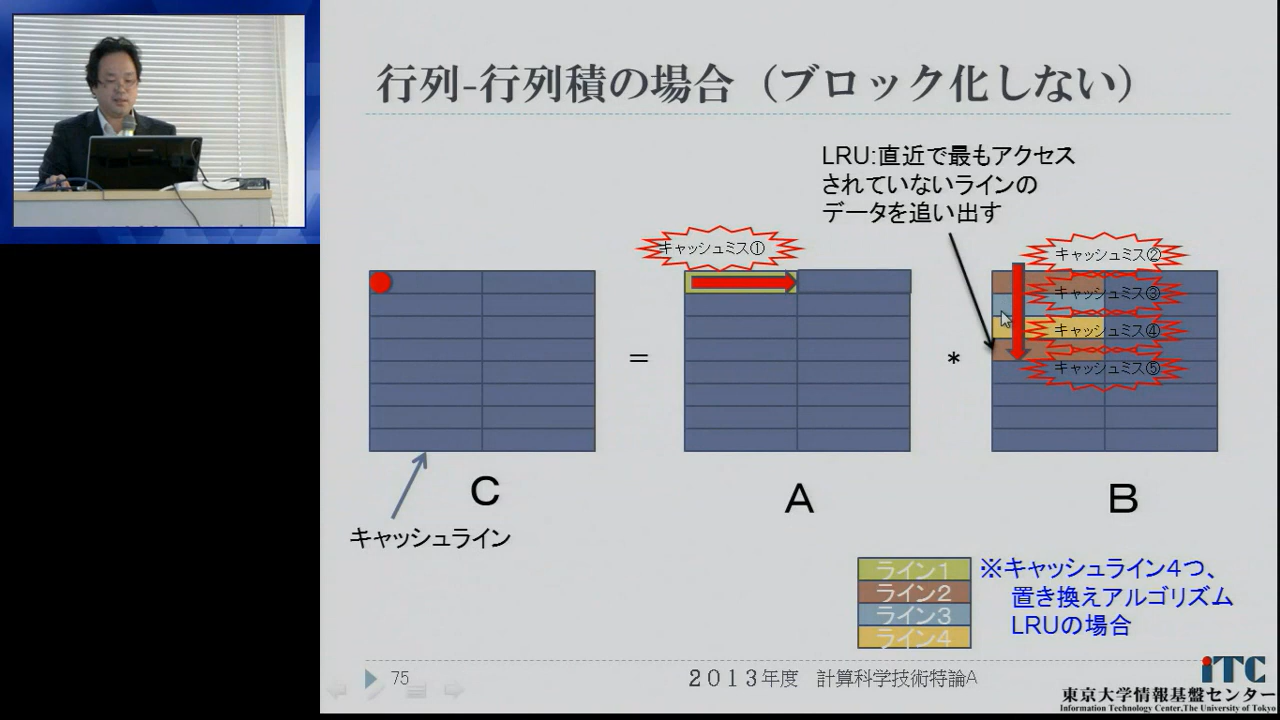 行列-行列積の場合（ブロック化しない）
LRU:直近で最もアクセス
されていないラインの
データを追い出す
キャッシュミス①
キャッシュミス②
キャッシュミス③
キャッシュミス④
キャッシュミス⑤
=
*
C
A
B
キャッシュライン
ライン1
ライン2
ライン3
ライン4
※キャッシュライン4つ、
置き換えアルゴリズム
LRUの場合
75
２０１３年度　計算科学技術特論A
iTC
東京大学情報基盤センター
Information Technology Center,The University of Tokyo